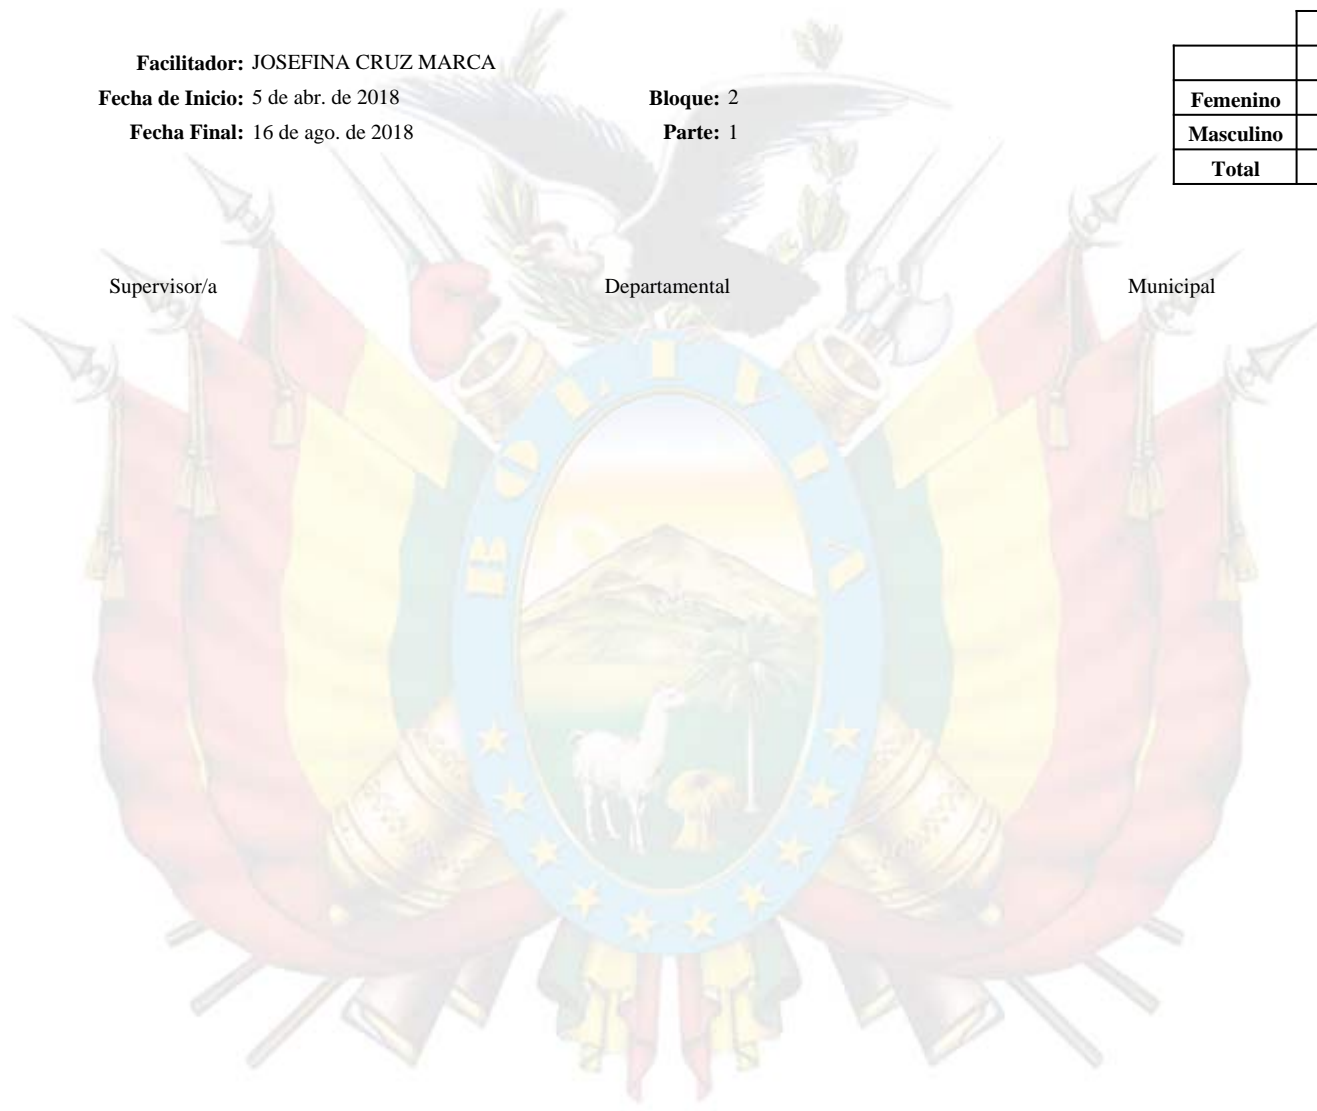 Facilitador: JOSEFINA CRUZ MARCA
Fecha de Inicio: 5 de abr. de 2018 Bloque: 2
Fecha Final: 16 de ago. de 2018 Parte: 1
Femenino
Masculino
Total
Supervisor/a Departamental Municipal
BOLIVIA